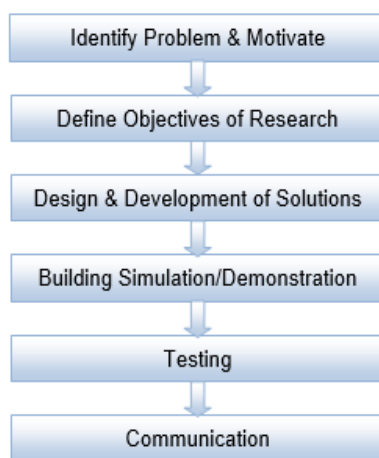 Identify Problem & Motivate
Define Objectives of Research
Design & Development of Solutions
Building Simulation/Demonstration
Testing
Communication